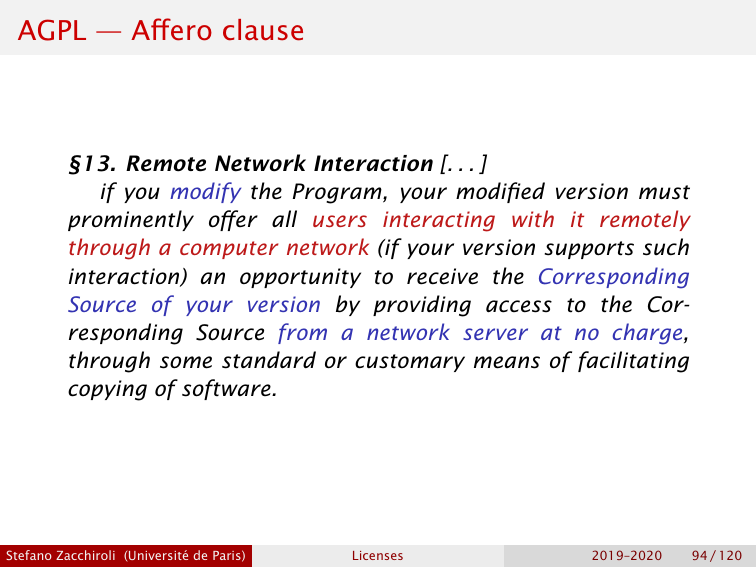 AGPL — Affero clause
§13. Remote Network Interaction [. . . ]
if you modify the Program, your modified version must
prominently offer all users interacting with it remotely
through a computer network (if your version supports such
interaction) an opportunity to receive the Corresponding
Source of your version by providing access to the Cor-
responding Source from a network server at no charge,
through some standard or customary means of facilitating
copying of software.
Stefano Zacchiroli (Université de Paris) Licenses 2019–2020 94 / 120